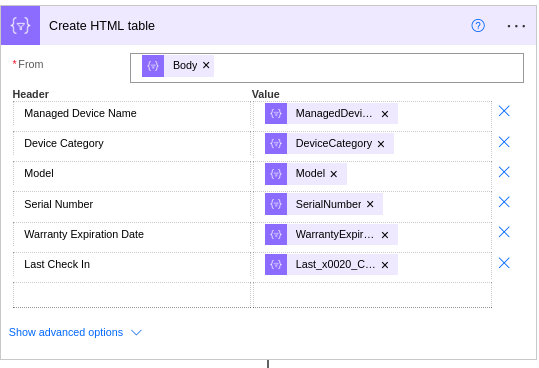 Create HTML table
* From
Body
Header Value
Managed Device Name ManagedDevi...
Device Category DeviceCategory
Model Model
Serial Number SerialNumber
Warranty Expiration Date WarrantyExpir...
Last Check In Last_x0020_C...
Show advanced options